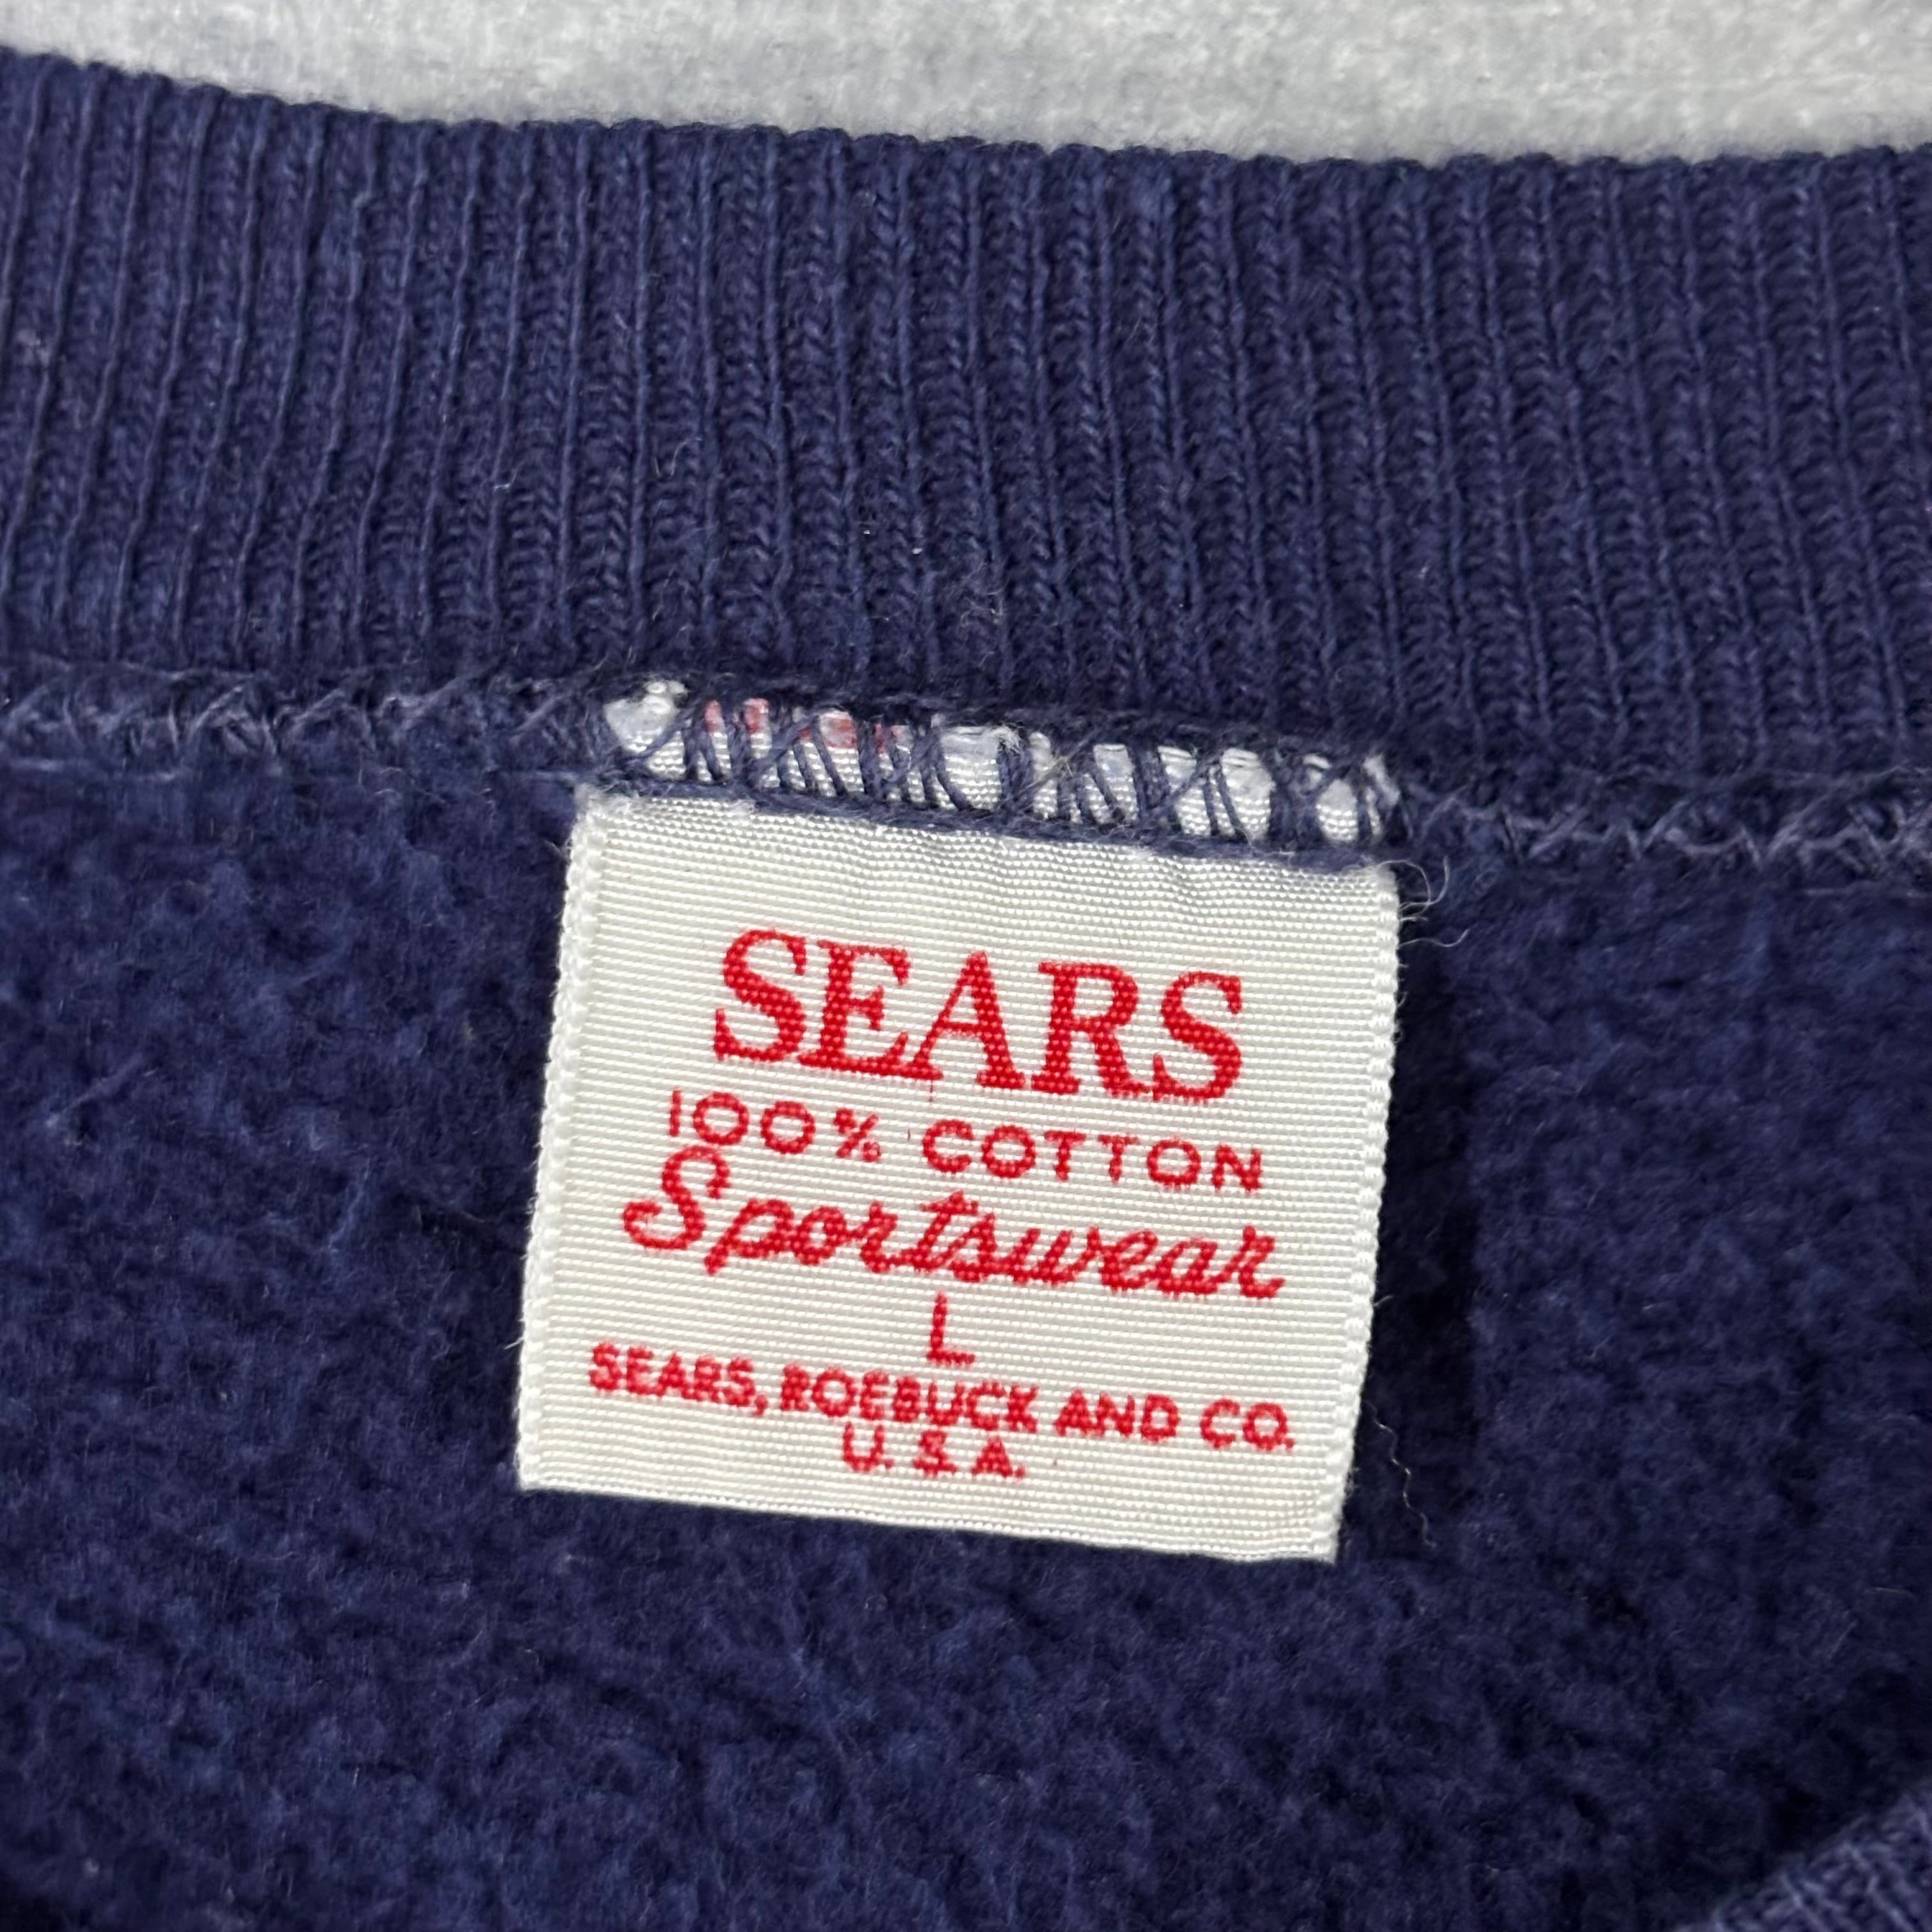 SEARS
100% COTTON
Sportswear
L
SEARS, ROEBUCK AND CO.
U.S.A.